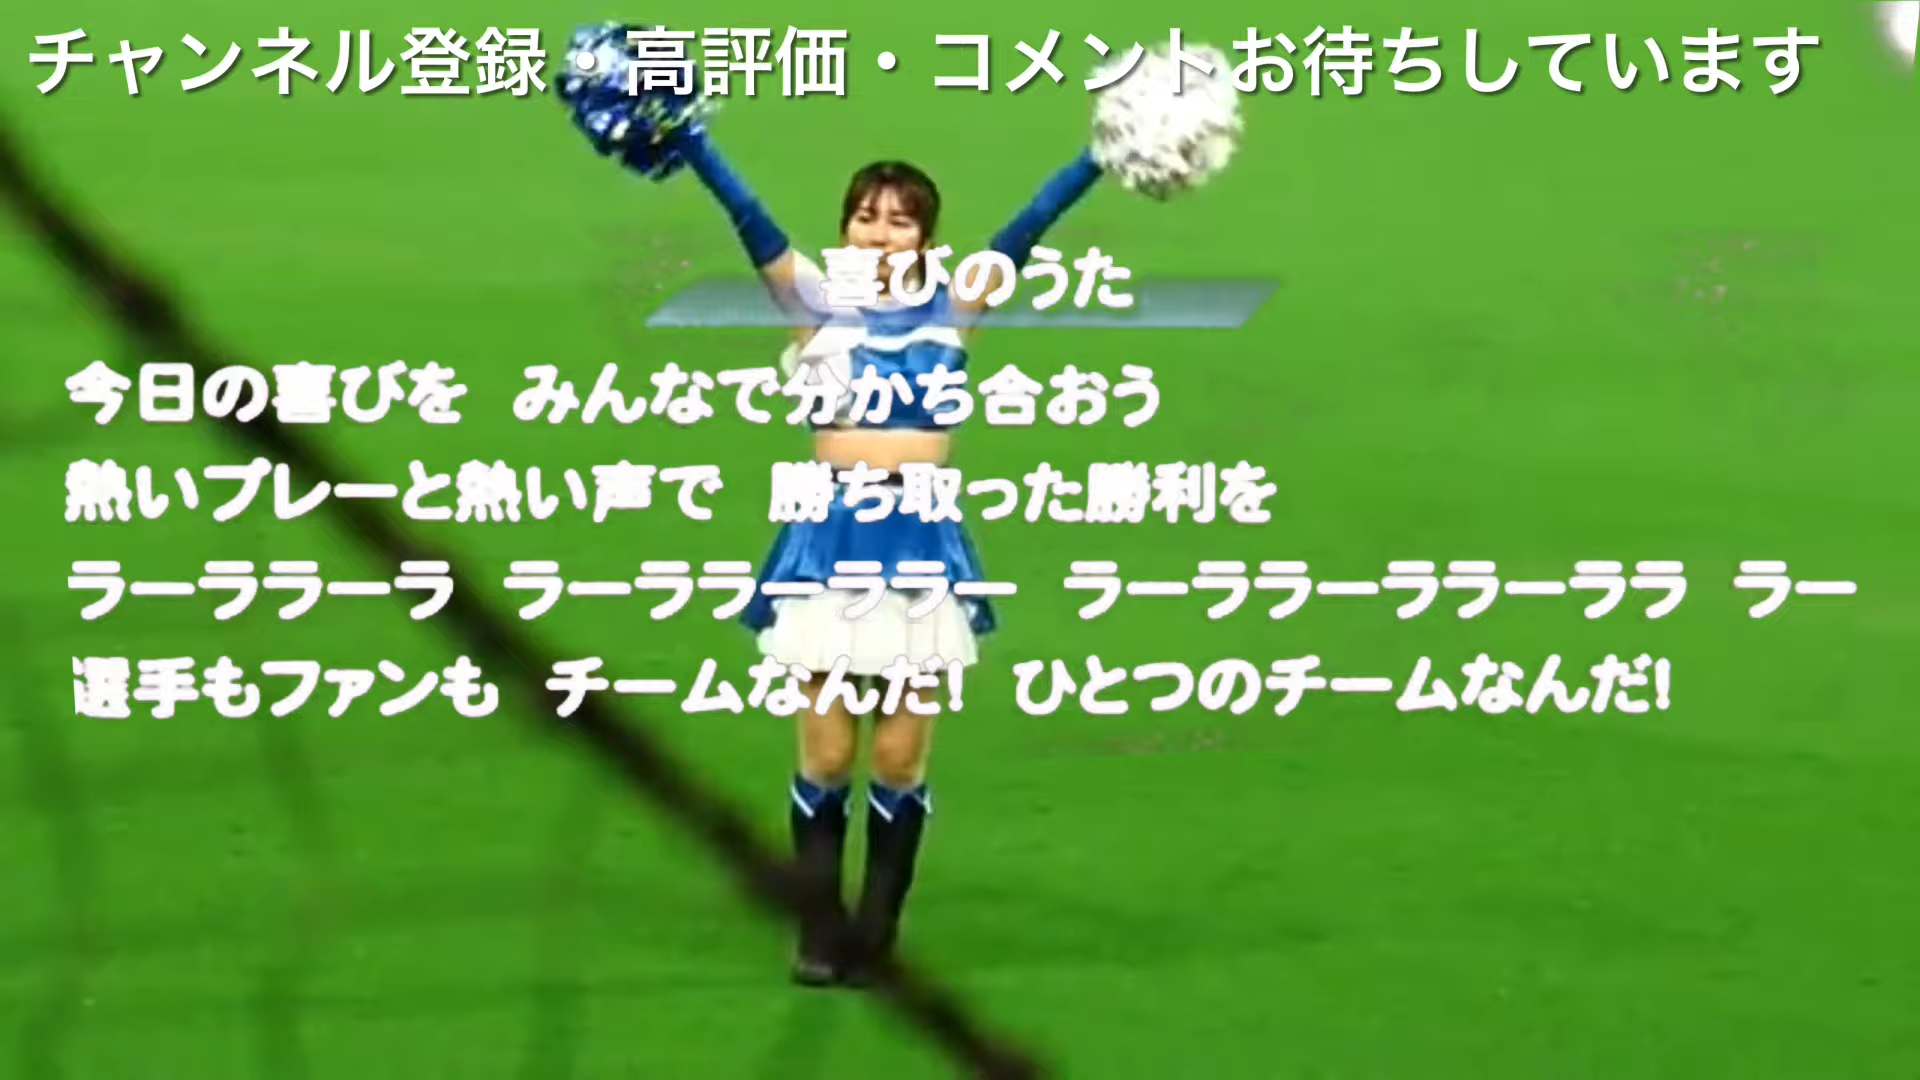 チャンネル登録・高評価・コメントお待ちしています
喜びのうた
今日の喜びを　みんなで分かち合おう
熱いプレーと熱い声で　勝ち取った勝利を
ラーララーラ　ラーララーララー　ラーララーララーララ　ラー
選手もファンも　チームなんだ!　ひとつのチームなんだ!